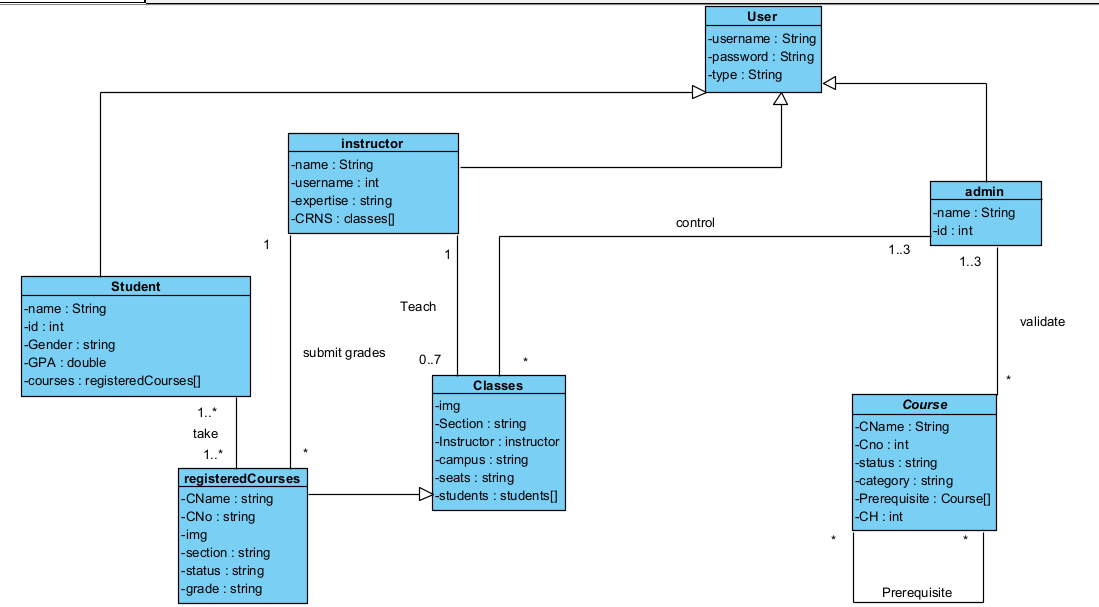 User
-username : String
-password : String
-type : String
instructor
-name : String
-username : int
-expertise : string
-CRNS : classes[]
admin
-name : String
-id : int
control
1..3
1..3
1
1
Student
-name : String
-id : int
-Gender : string
-GPA : double
-courses : registeredCourses[]
Teach
submit grades
0..7
*
validate
*
Classes
-img
-Section : string
-Instructor : instructor
-campus : string
-seats : string
-students : students[]
Course
-CName : String
-Cno : int
-status : string
-category : string
-Prerequisite : Course[]
-CH : int
1..*
take
1..*
*
registeredCourses
-CName : string
-CNo : string
-img
-section : string
-status : string
-grade : string
*
*
Prerequisite